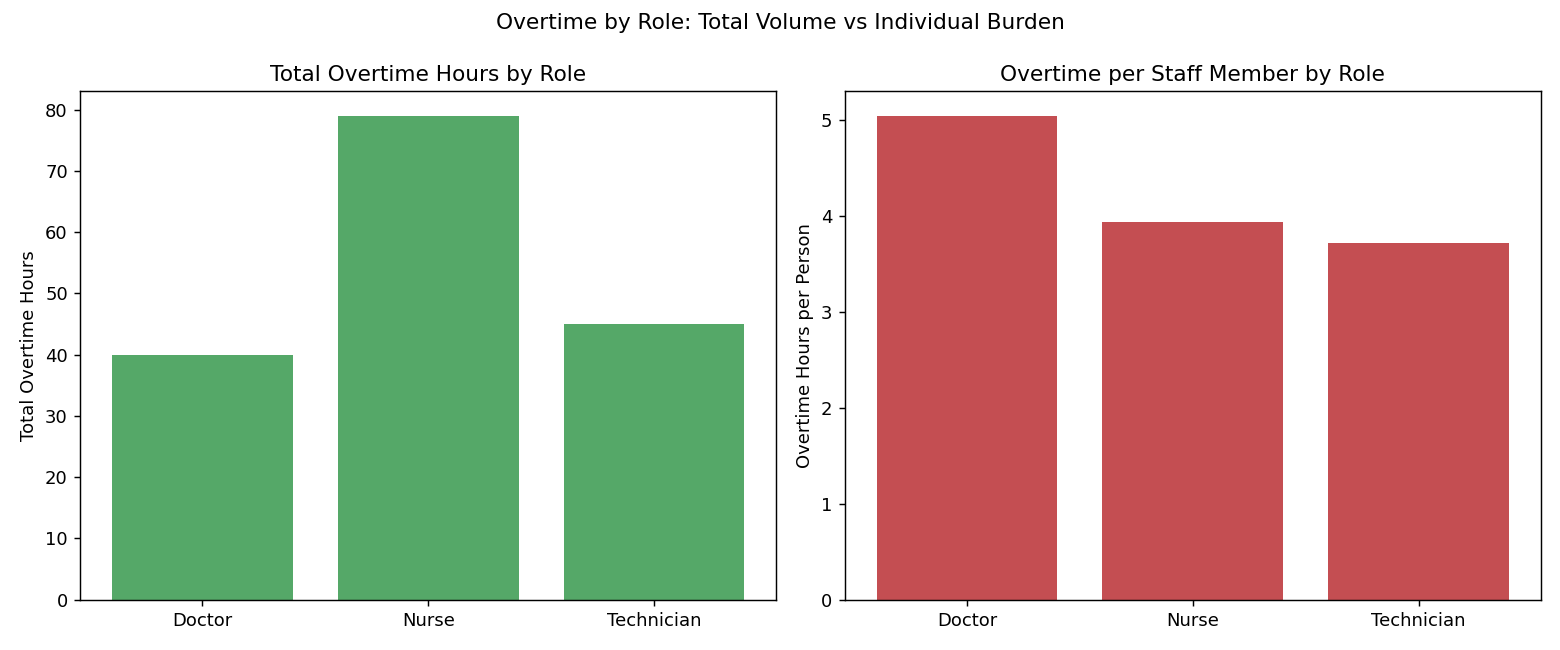 Overtime by Role: Total Volume vs Individual Burden
Total Overtime Hours by Role
Total Overtime Hours
80
70
60
50
40
30
20
10
0
Doctor
Nurse
Technician
Overtime per Staff Member by Role
Overtime Hours per Person
5
4
3
2
1
0
Doctor
Nurse
Technician